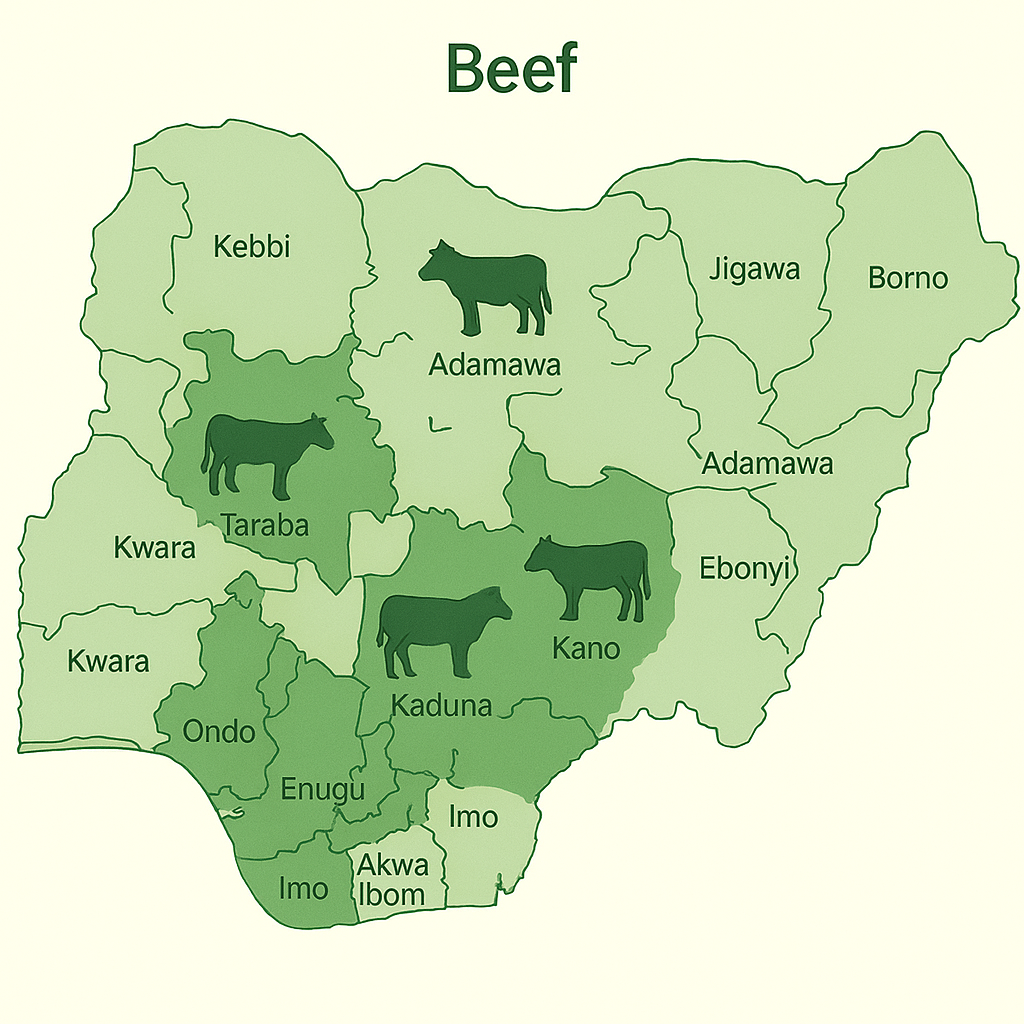 Beef
Kebbi
Jigawa
Borno
Adamawa
Adamawa
Taraba
Kwara
Ebonyi
Kano
Kwara
Kaduna
Ondo
Enugu
Imo
Akwa
Ibom
Imo